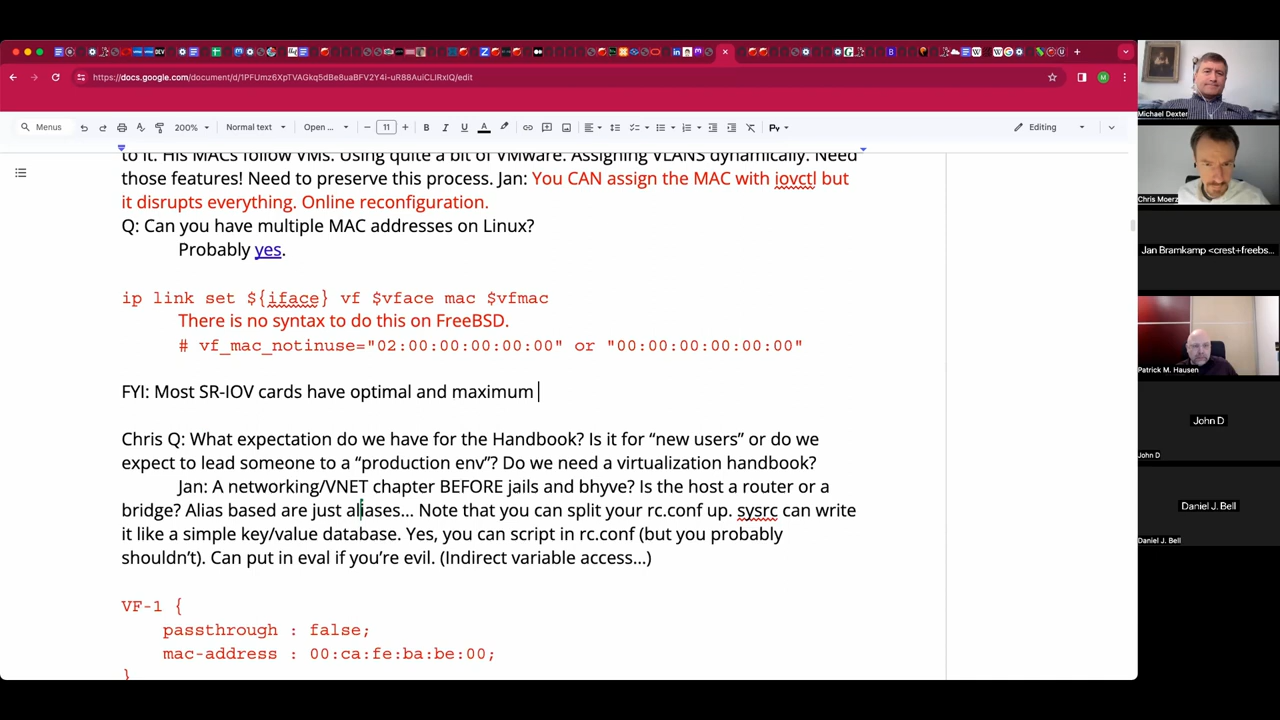 https://docs.google.com/document/d/1PFUmz6XpTVAGkq5dBe8uaBFV2Y4i-uR88AuiCLIRxIQ/edit
Menus
200%
Normal text
Open ...
11
Editing
to it. His MACs follow VMs. Using quite a bit of VMware. Assigning VLANS dynamically. Need
those features! Need to preserve this process. Jan: You CAN assign the MAC with iovctl but
it disrupts everything. Online reconfiguration.
Q: Can you have multiple MAC addresses on Linux?
Probably yes.
ip link set ${iface} vf $vface mac $vfmac
There is no syntax to do this on FreeBSD.
# vf_mac_notinuse="02:00:00:00:00:00" or "00:00:00:00:00:00"
FYI: Most SR-IOV cards have optimal and maximum
Chris Q: What expectation do we have for the Handbook? Is it for “new users” or do we
expect to lead someone to a “production env”? Do we need a virtualization handbook?
Jan: A networking/VNET chapter BEFORE jails and bhyve? Is the host a router or a
bridge? Alias based are just aliases... Note that you can split your rc.conf up. sysrc can write
it like a simple key/value database. Yes, you can script in rc.conf (but you probably
shouldn’t). Can put in eval if you’re evil. (Indirect variable access...)
VF-1 {
passthrough : false;
mac-address : 00:ca:fe:ba:be:00;
}
Michael Dexter
Chris Moerz
Jan Bramkamp <crest+freebs...
Patrick M. Hausen
John D
John D
Daniel J. Bell
Daniel J. Bell